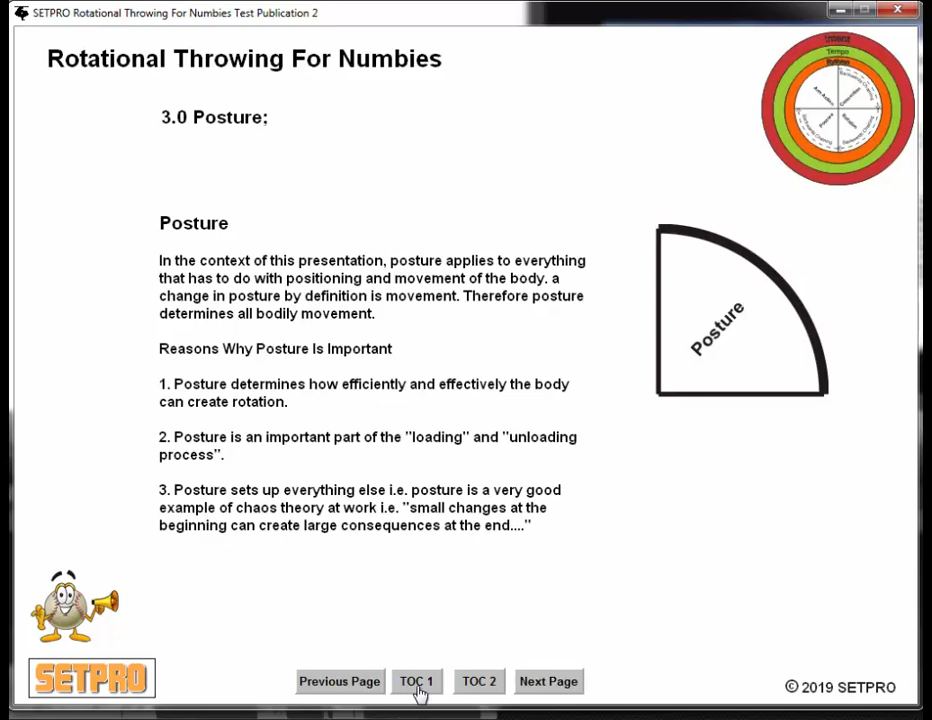 SETPRO Rotational Throwing For Numbies Test Publication 2
Rotational Throwing For Numbies
3.0 Posture;
Tempo
Posture
In the context of this presentation, posture applies to everything
that has to do with positioning and movement of the body. a
change in posture by definition is movement. Therefore posture
determines all bodily movement.
Reasons Why Posture Is Important
1. Posture determines how efficiently and effectively the body
can create rotation.
2. Posture is an important part of the "loading" and "unloading
process".
3. Posture sets up everything else i.e. posture is a very good
example of chaos theory at work i.e. "small changes at the
beginning can create large consequences at the end...."
Posture
SETPRO
Previous Page
TOC 1
TOC 2
Next Page
© 2019 SETPRO